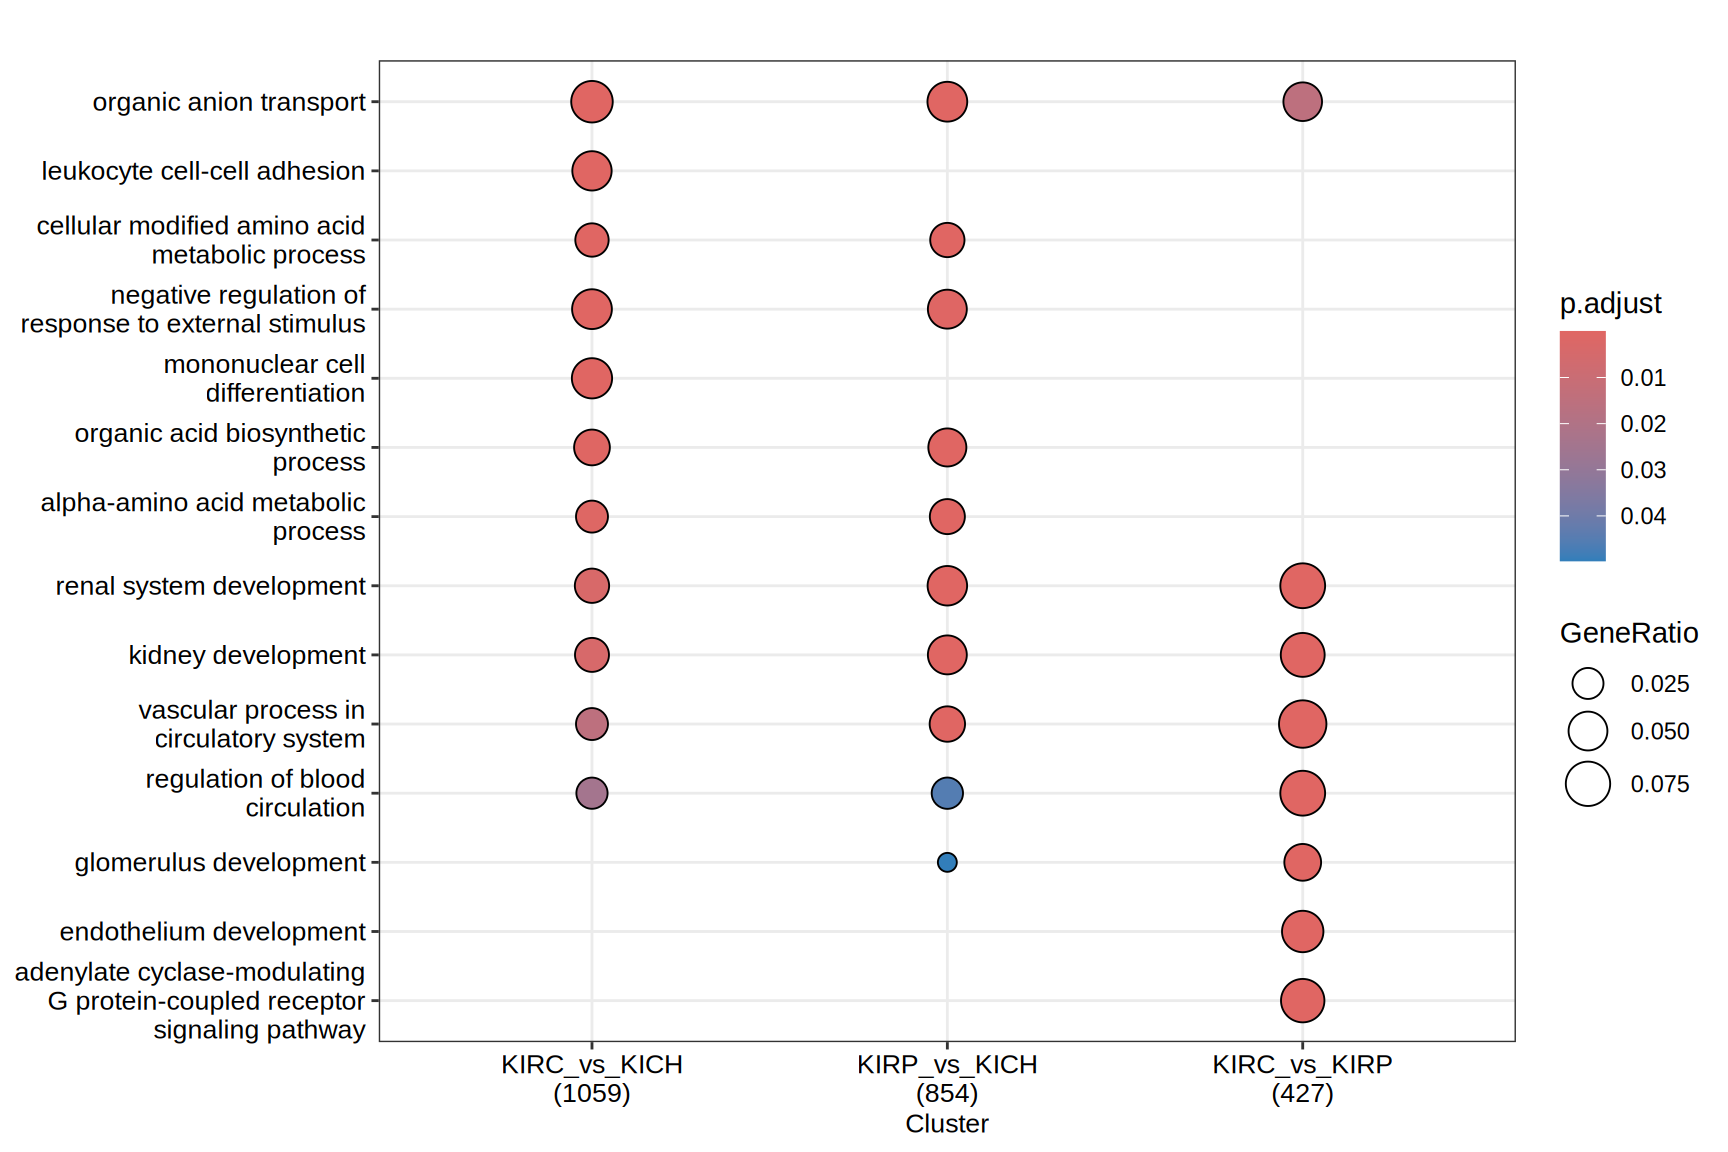 organic anion transport
leukocyte cell-cell adhesion
cellular modified amino acid
metabolic process
negative regulation of
response to external stimulus
mononuclear cell
differentiation
organic acid biosynthetic
process
alpha-amino acid metabolic
process
renal system development
kidney development
vascular process in
circulatory system
regulation of blood
circulation
glomerulus development
endothelium development
adenylate cyclase-modulating
G protein-coupled receptor
signaling pathway
KIRC_vs_KICH
(1059)
KIRP_vs_KICH
(854)
KIRC_vs_KIRP
(427)
Cluster
p.adjust
0.01
0.02
0.03
0.04
GeneRatio
0.025
0.050
0.075